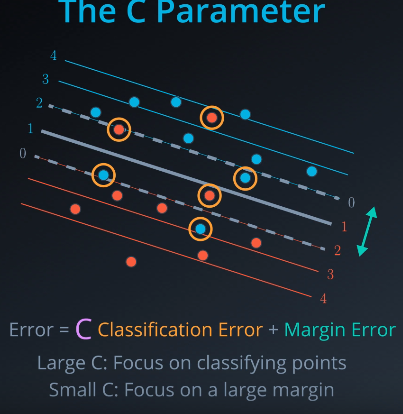 The C Parameter
4
3
2
1
0
0
1
2
3
4
Error = C Classification Error + Margin Error
Large C: Focus on classifying points
Small C: Focus on a large margin